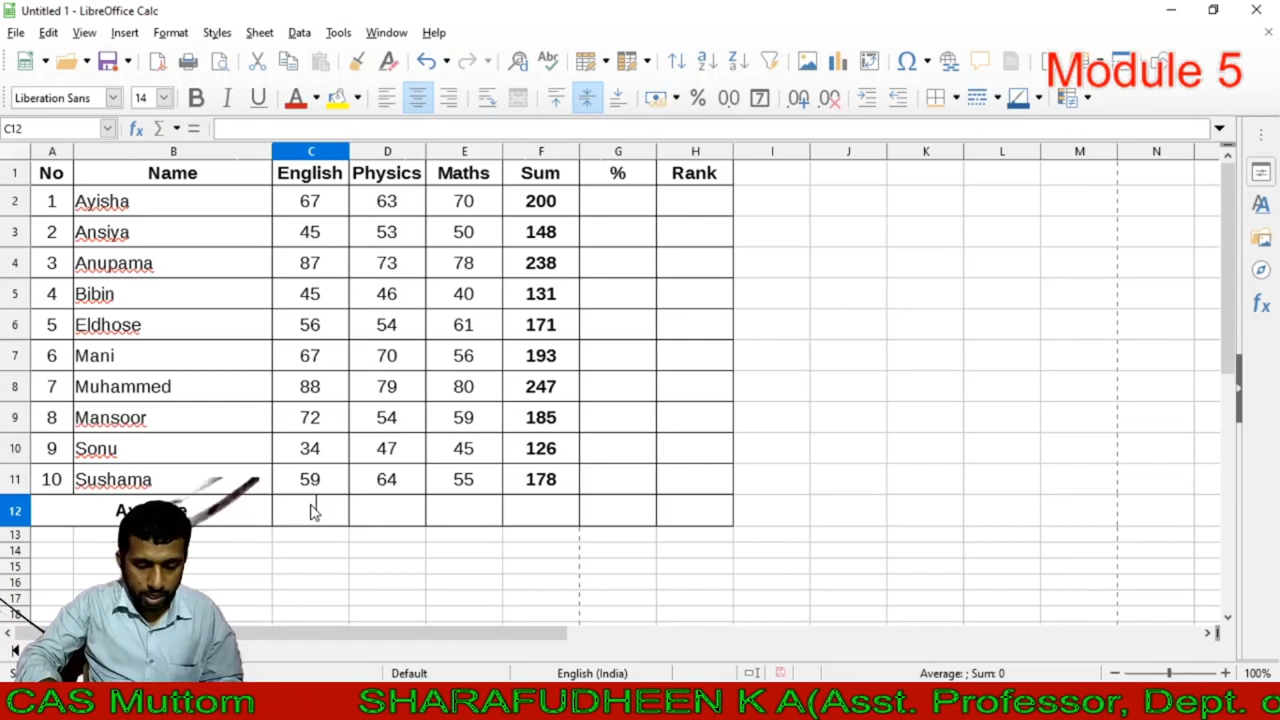 Untitled 1 - LibreOffice Calc
File Edit View Insert Format Styles Sheet Data Tools Window Help
Module 5
Liberation Sans 14
C12
A B C D E F G H I J K L M N
1 No Name English Physics Maths Sum % Rank
2 1 Ayisha 67 63 70 200
3 2 Ansiya 45 53 50 148
4 3 Anupama 87 73 78 238
5 4 Bibin 45 46 40 131
6 5 Eldhose 56 54 61 171
7 6 Mani 67 70 56 193
8 7 Muhammed 88 79 80 247
9 8 Mansoor 72 54 59 185
10 9 Sonu 34 47 45 126
11 10 Sushama 59 64 55 178
12
13
14
15
16
17
18
Default English (India) Average: ; Sum: 0 100%
CAS Muttom SHARAFUDHEEN K A(Asst. Professor, Dept. o